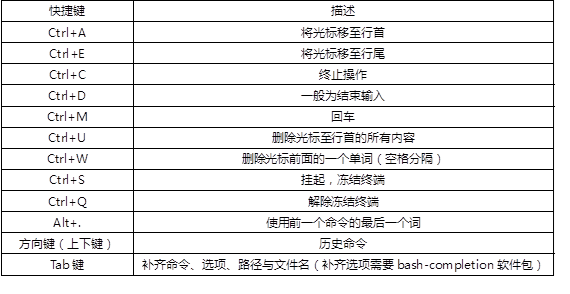 快捷键 描述
Ctrl+A 将光标移至行首
Ctrl+E 将光标移至行尾
Ctrl+C 终止操作
Ctrl+D 一般为结束输入
Ctrl+M 回车
Ctrl+U 删除光标至行首的所有内容
Ctrl+W 删除光标前面的一个单词（空格分隔）
Ctrl+S 挂起，冻结终端
Ctrl+Q 解除冻结终端
Alt+. 使用前一个命令的最后一个词
方向键（上下键） 历史命令
Tab 键 补齐命令、选项、路径与文件名（补齐选项需要 bash-completion 软件包）